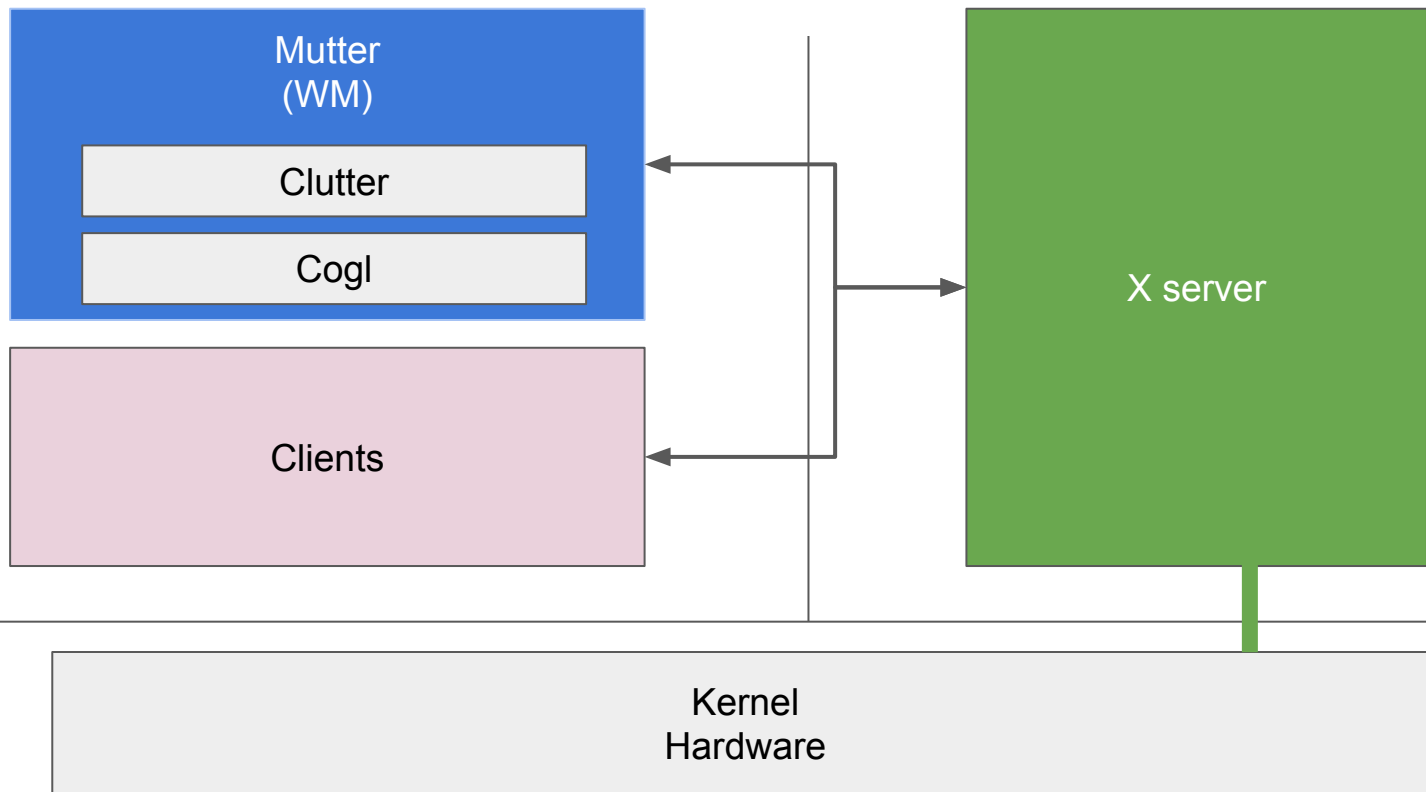 Mutter
(WM)
Clutter
Cogl
X server
Clients
Kernel
Hardware